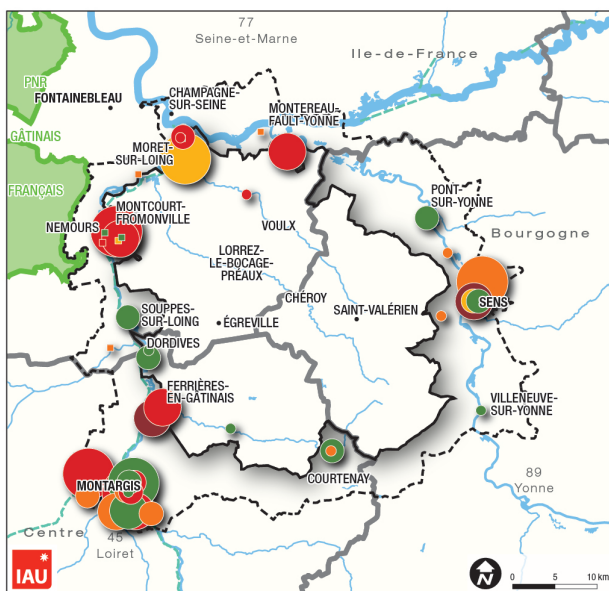 77
Seine-et-Marne
Ile-de-France
PNR
FONTAINEBLEAU
CHAMPAGNE-
SUR-SEINE
MONTEREAU-
FAULT-YONNE
GÂTINAIS
MORET-
SUR-LOING
FRANÇAIS
MONTCOURT-
FROMONVILLE
NEMOURS
VOULX
PONT-
SUR-YONNE
Bourgogne
LORREZ-
LE-BOCAGE-
PRÉAUX
CHÉROY
SENS
SOUPPES-
SUR-LOING
ÉGREVILLE
SAINT-VALÉRIEN
DORDIVES
FERRIÈRES-
EN-GÂTINAIS
VILLENEUVE-
SUR-YONNE
COURTENAY
MONTARGIS
89
Yonne
Centre
45
Loiret
IAU
N
0 5 10 km